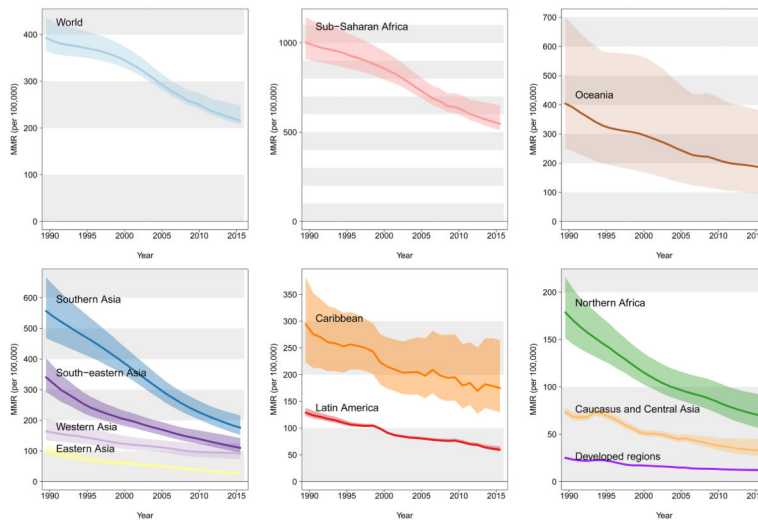 World
MMR (per 100,000)
400
300
200
100
0
1990 1995 2000 2005 2010 2015
Year
Sub−Saharan Africa
MMR (per 100,000)
1000
500
0
1990 1995 2000 2005 2010 2015
Year
Oceania
MMR (per 100,000)
700
600
500
400
300
200
100
0
1990 1995 2000 2005 2010 2015
Year
Southern Asia
South−eastern Asia
Western Asia
Eastern Asia
MMR (per 100,000)
600
500
400
300
200
100
0
1990 1995 2000 2005 2010 2015
Year
Caribbean
Latin America
MMR (per 100,000)
350
300
250
200
150
100
50
0
1990 1995 2000 2005 2010 2015
Year
Northern Africa
Caucasus and Central Asia
Developed regions
MMR (per 100,000)
200
150
100
50
0
1990 1995 2000 2005 2010 2015
Year